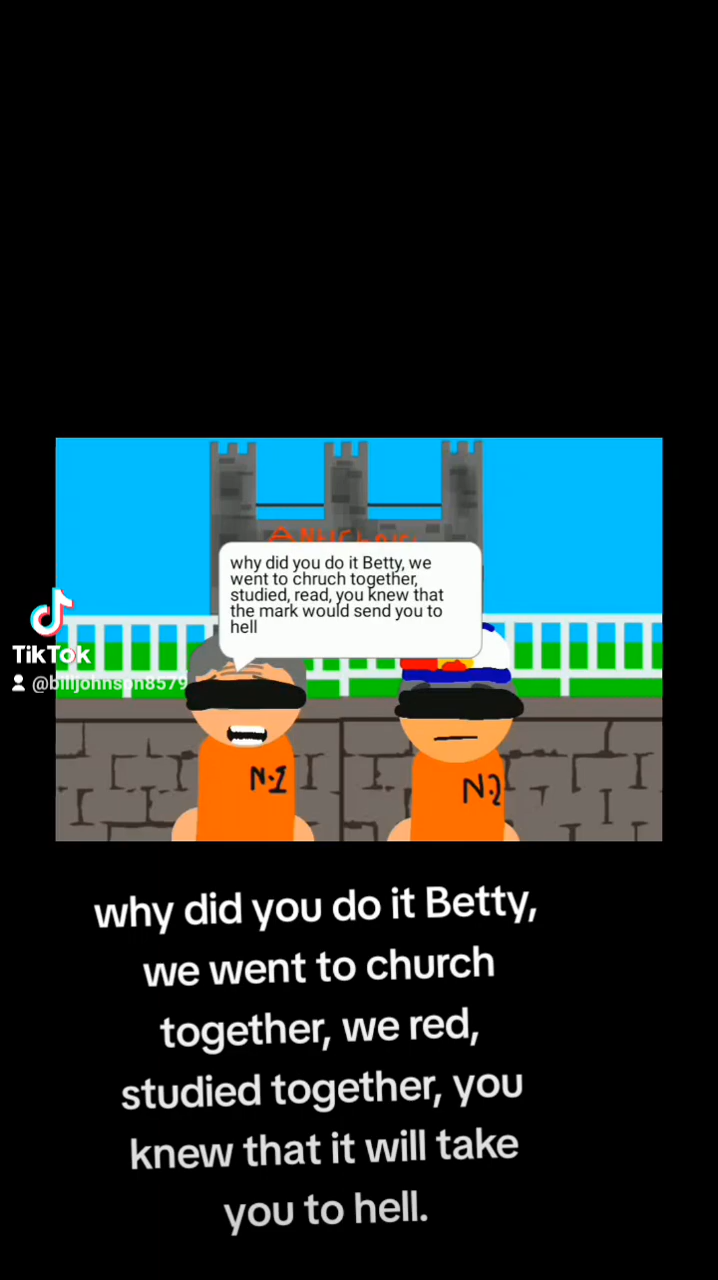 why did you do it Betty, we
went to chruch together,
studied, read, you knew that
the mark would send you to
hell
TikTok
@billjohnson8579
N.1
N.2
why did you do it Betty,
we went to church
together, we red,
studied together, you
knew that it will take
you to hell.